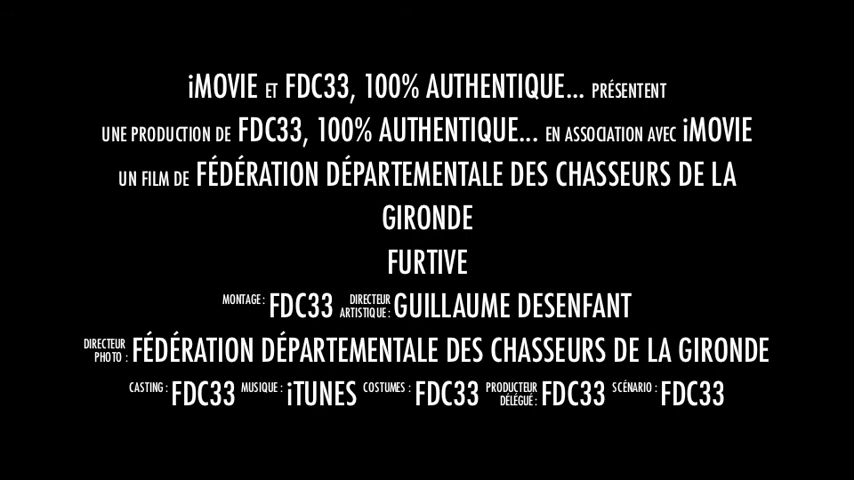 iMOVIE ET FDC33, 100% AUTHENTIQUE... PRÉSENTENT
UNE PRODUCTION DE FDC33, 100% AUTHENTIQUE... EN ASSOCIATION AVEC iMOVIE
UN FILM DE FÉDÉRATION DÉPARTEMENTALE DES CHASSEURS DE LA
GIRONDE
FURTIVE
MONTAGE : FDC33 DIRECTEUR ARTISTIQUE : GUILLAUME DESENFANT
DIRECTEUR PHOTO : FÉDÉRATION DÉPARTEMENTALE DES CHASSEURS DE LA GIRONDE
CASTING : FDC33 MUSIQUE : iTUNES COSTUMES : FDC33 PRODUCTEUR DÉLÉGUÉ : FDC33 SCÉNARIO : FDC33